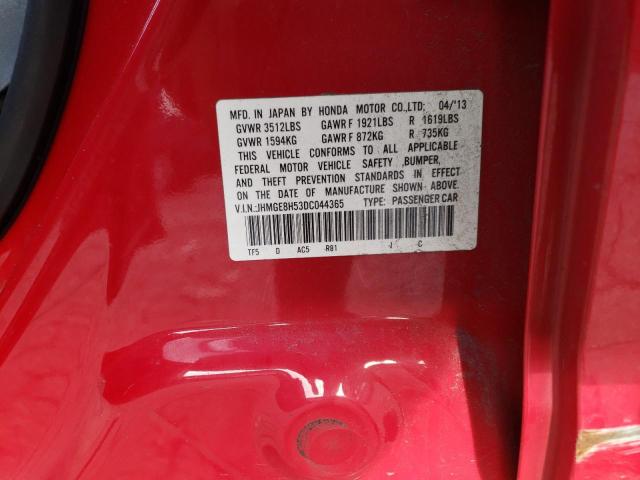 MFD. IN JAPAN BY HONDA MOTOR CO.,LTD: 04/'13
GVWR 3512LBS GAWR F 1921LBS R 1619LBS
GVWR 1594KG GAWR F 872KG R 735KG
THIS VEHICLE CONFORMS TO ALL APPLICABLE
FEDERAL MOTOR VEHICLE SAFETY ,BUMPER,
AND THEFT PREVENTION STANDARDS IN EFFECT
ON THE DATE OF MANUFACTURE SHOWN ABOVE.
V.I.N.:JHMGE8H53DC044365 TYPE: PASSENGER CAR
TF5 D AC5 R81 J C